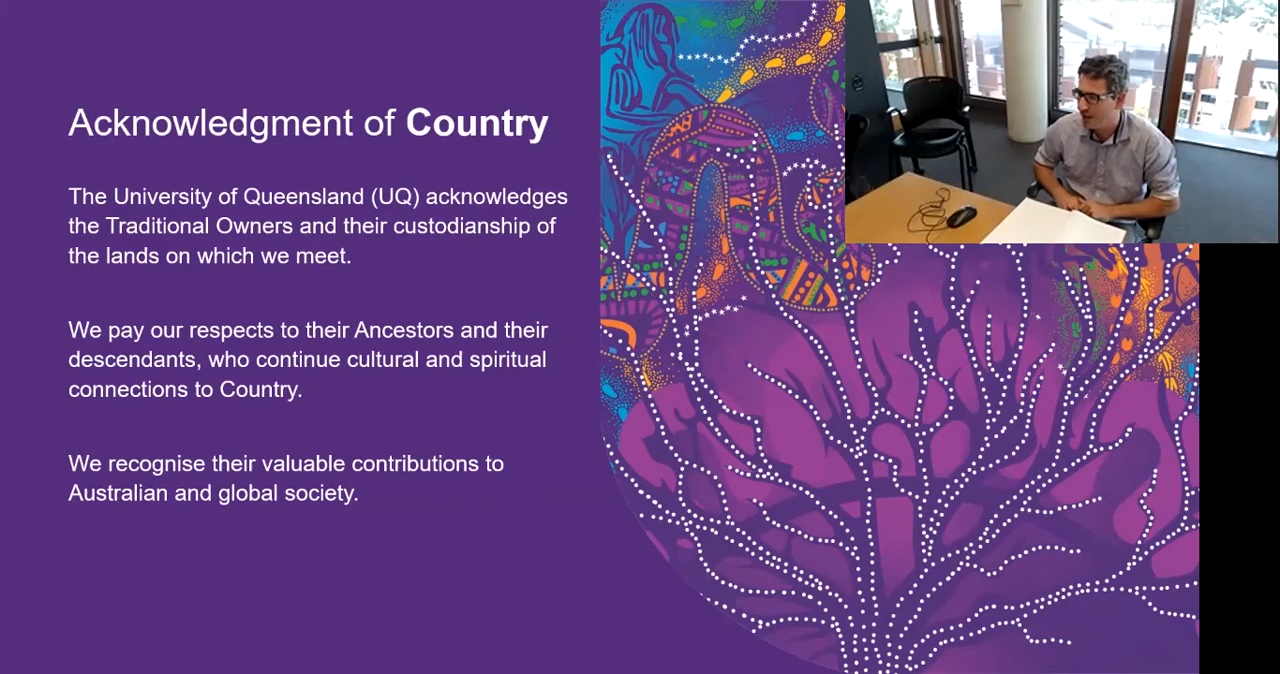 Acknowledgment of Country
The University of Queensland (UQ) acknowledges
the Traditional Owners and their custodianship of
the lands on which we meet.
We pay our respects to their Ancestors and their
descendants, who continue cultural and spiritual
connections to Country.
We recognise their valuable contributions to
Australian and global society.